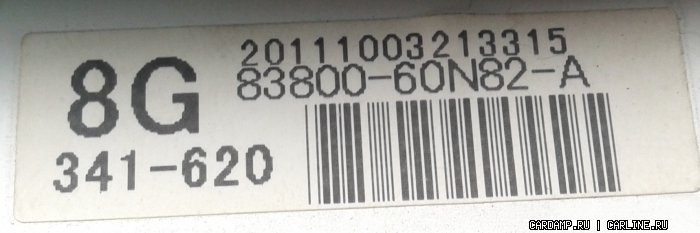 20111003213315
8G 83800-60N82-A
341-620
CARDAMP.RU | CARLINE.RU